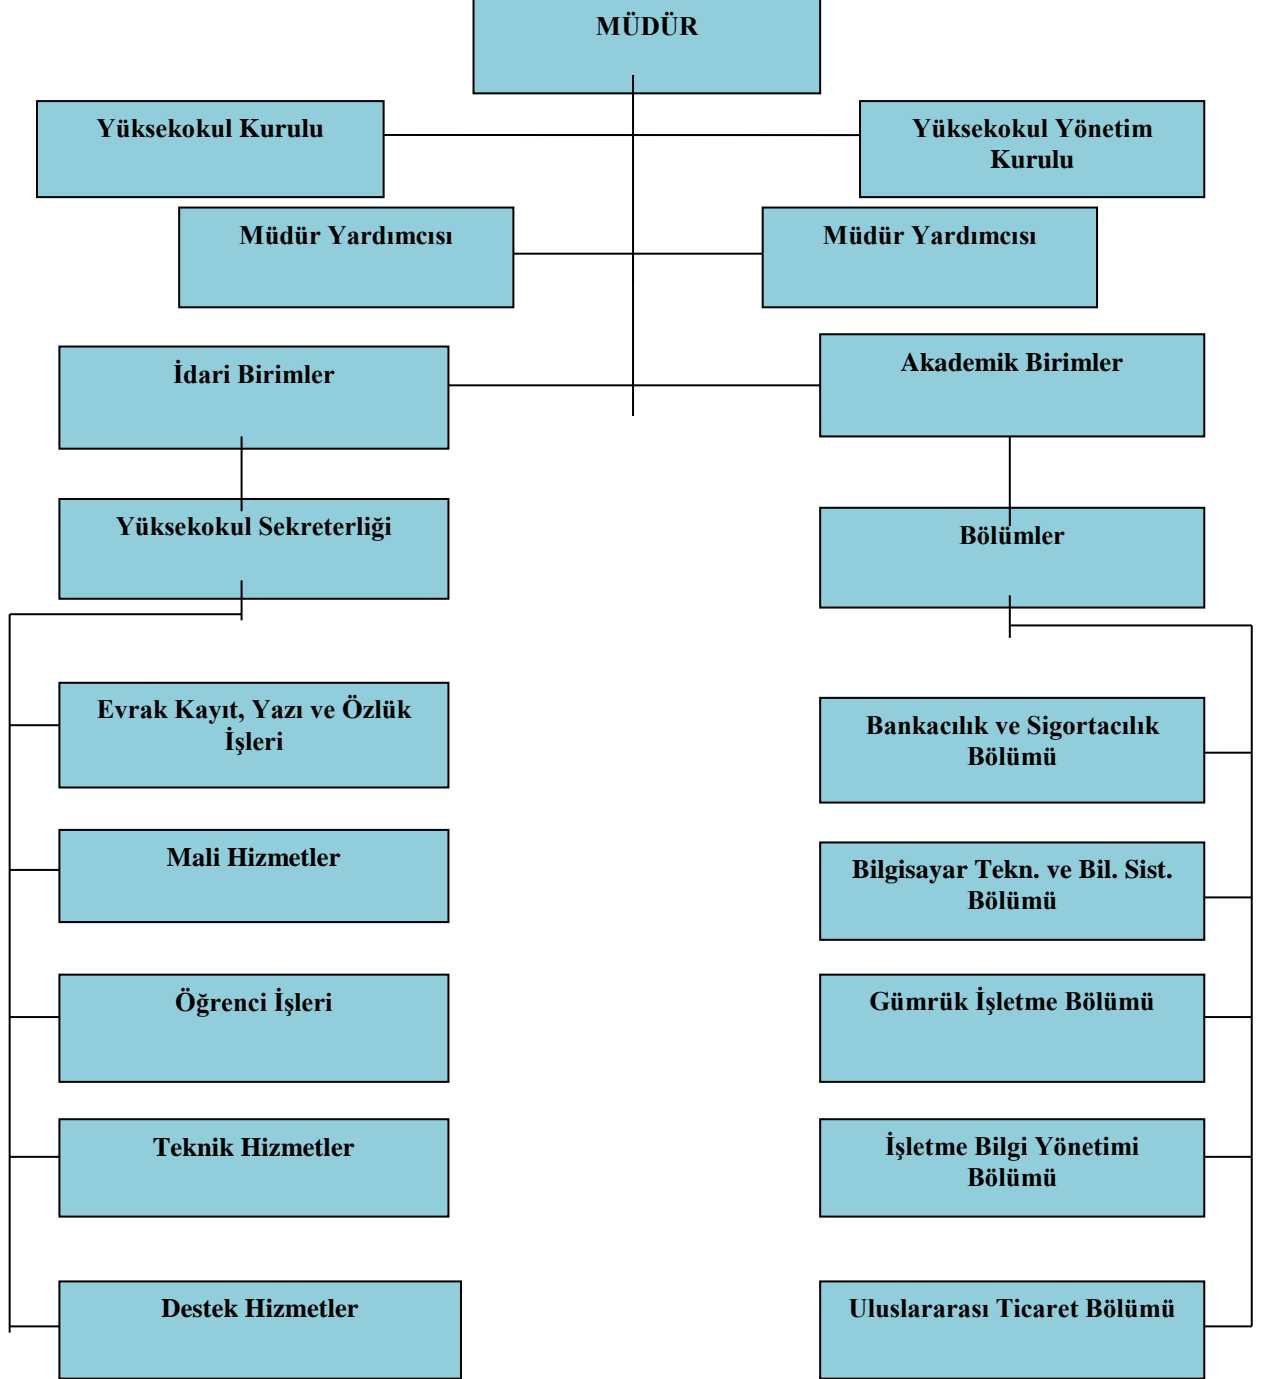 MÜDÜR
Yüksekokul Kurulu
Yüksekokul Yönetim
Kurulu
Müdür Yardımcısı
Müdür Yardımcısı
İdari Birimler
Akademik Birimler
Yüksekokul Sekreterliği
Bölümler
Evrak Kayıt, Yazı ve Özlük
İşleri
Mali Hizmetler
Öğrenci İşleri
Teknik Hizmetler
Destek Hizmetler
Bankacılık ve Sigortacılık
Bölümü
Bilgisayar Tekn. ve Bil. Sist.
Bölümü
Gümrük İşletme Bölümü
İşletme Bilgi Yönetimi
Bölümü
Uluslararası Ticaret Bölümü